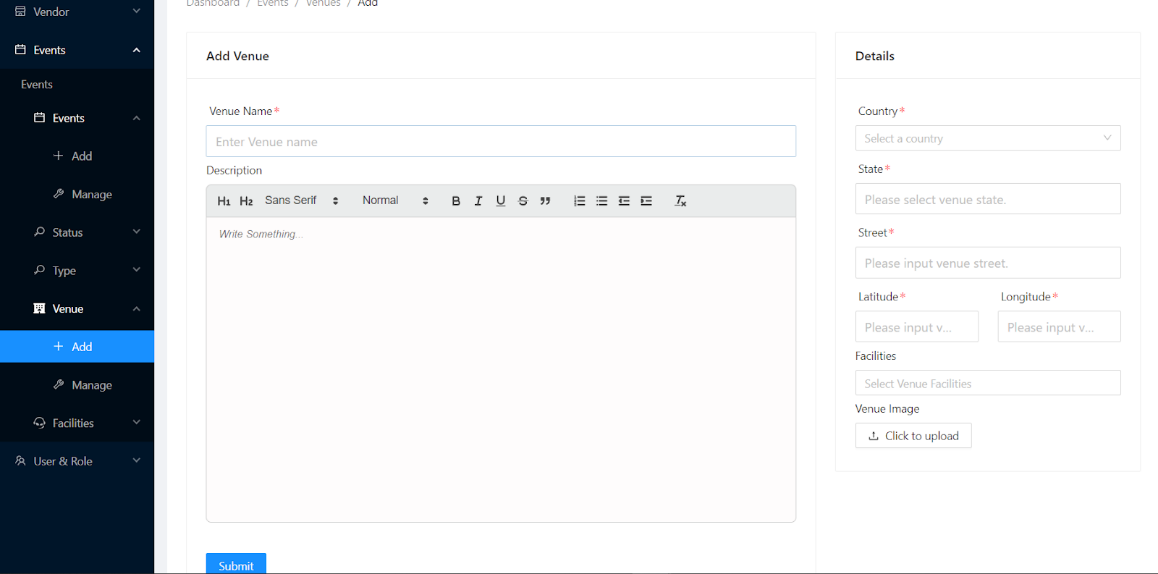 Dashboard / Events / Venues / Add
Vendor
Events
Events
Events
Add
Manage
Status
Type
Venue
Add
Manage
Facilities
User & Role
Add Venue
Venue Name*
Enter Venue name
Description
H1 H2 Sans Serif Normal B I U S " Tx
Write Something...
Submit
Details
Country*
Select a country
State*
Please select venue state.
Street*
Please input venue street.
Latitude* Longitude*
Please input v... Please input v...
Facilities
Select Venue Facilities
Venue Image
Click to upload